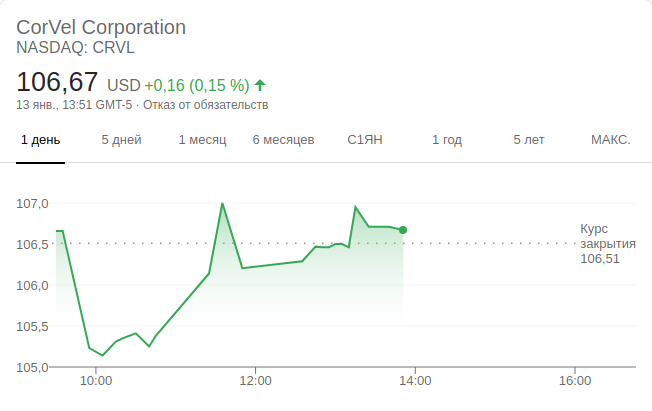 CorVel Corporation
NASDAQ: CRVL
106,67 USD +0,16 (0,15 %)
13 янв., 13:51 GMT-5 · Отказ от обязательств
1 день 5 дней 1 месяц 6 месяцев С1ЯН 1 год 5 лет МАКС.
107,0
106,5
106,0
105,5
105,0
Курс
закрытия
106,51
10:00 12:00 14:00 16:00